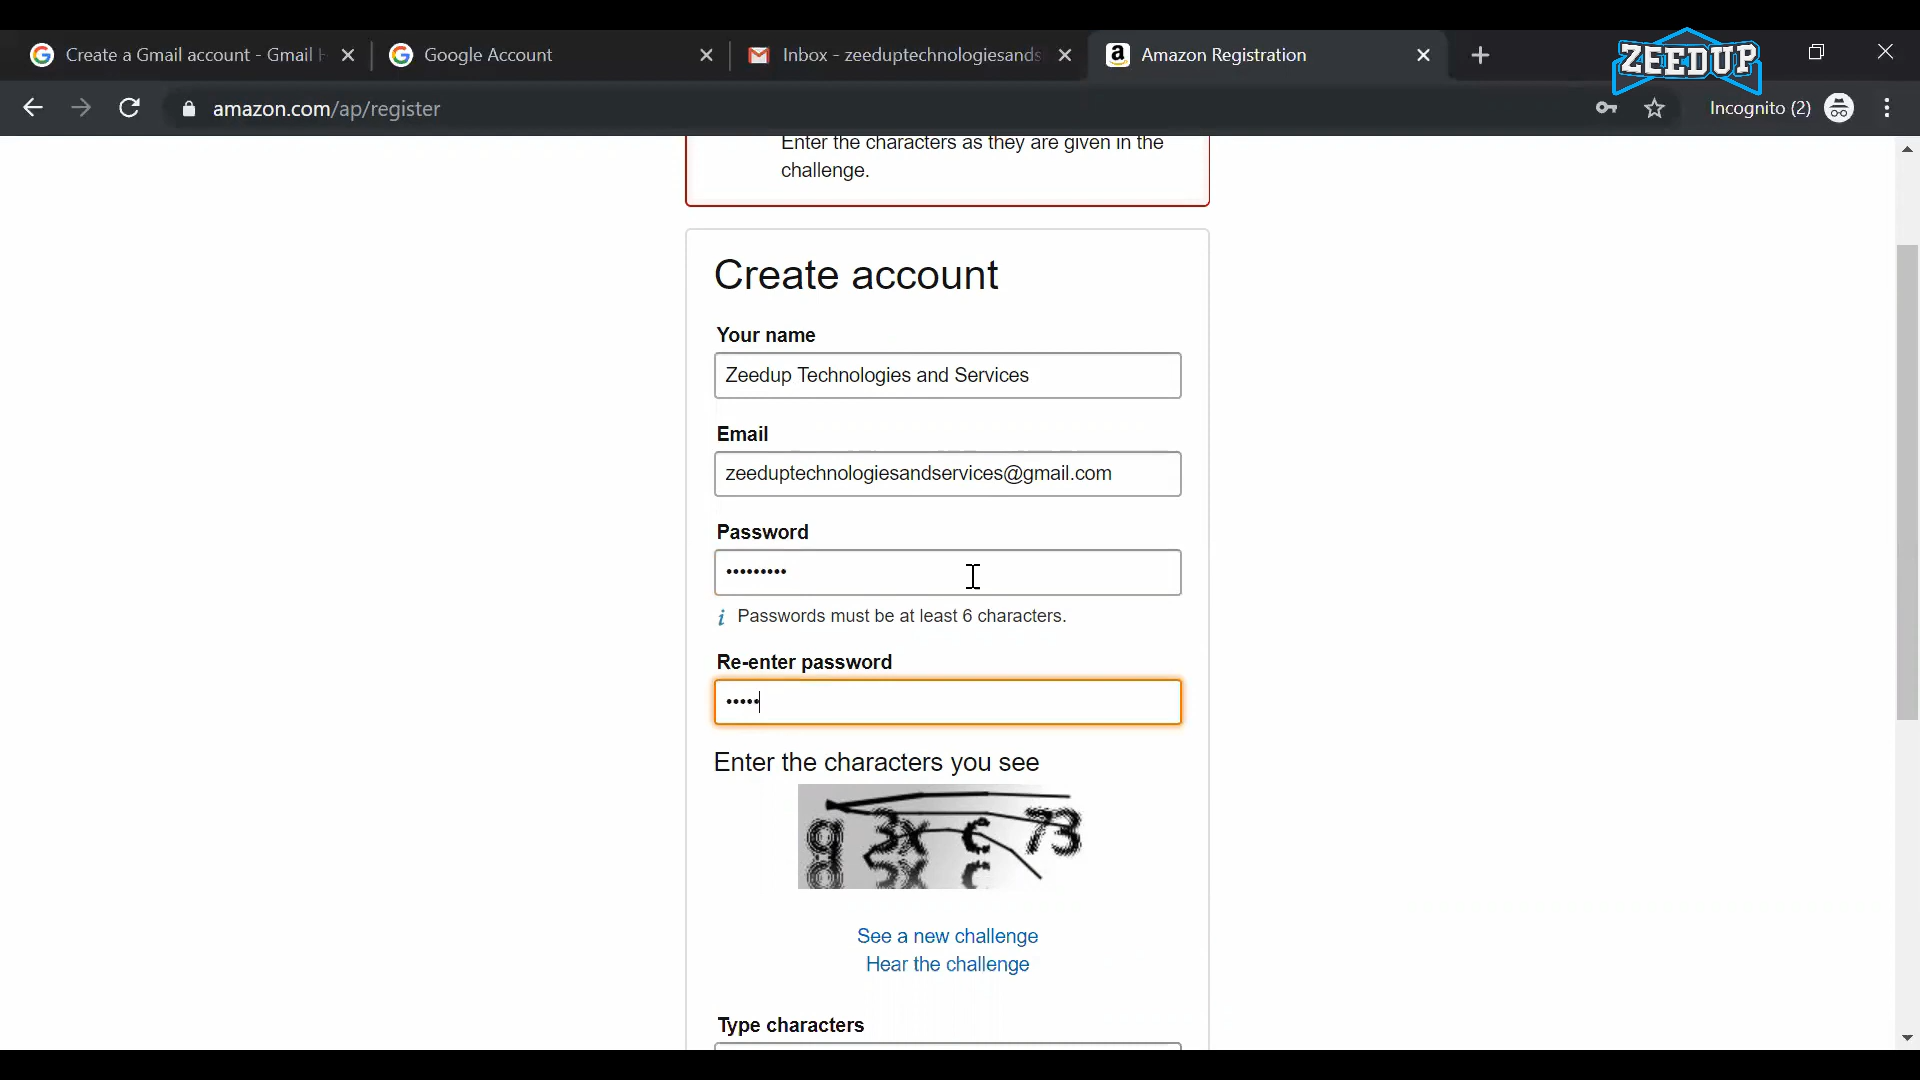 Create a Gmail account - Gmail H
Google Account
Inbox - zeeduptechnologiesands
Amazon Registration
ZEEDUP
amazon.com/ap/register
Incognito (2)
Enter the characters as they are given in the
challenge.
Create account
Your name
Zeedup Technologies and Services
Email
zeeduptechnologiesandservices@gmail.com
Password
•••••••••
i Passwords must be at least 6 characters.
Re-enter password
•••••
Enter the characters you see
See a new challenge
Hear the challenge
Type characters